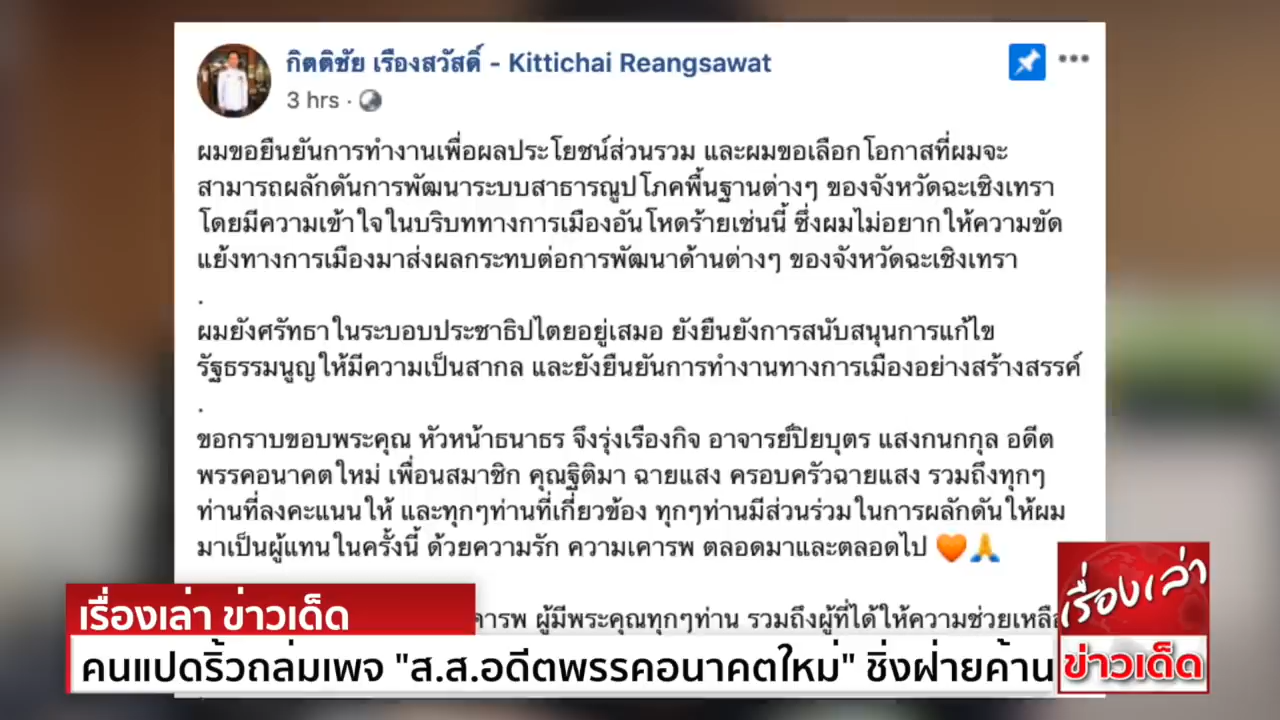 กิตติชัย เรืองสวัสดิ์ - Kittichai Reangsawat
3 hrs ·
ผมขอยืนยันการทำงานเพื่อผลประโยชน์ส่วนรวม และผมขอเลือกโอกาสที่ผมจะ
สามารถผลักดันการพัฒนาระบบสาธารณูปโภคพื้นฐานต่างๆ ของจังหวัดฉะเชิงเทรา
โดยมีความเข้าใจในบริบททางการเมืองอันโหดร้ายเช่นนี้ ซึ่งผมไม่อยากให้ความขัด
แย้งทางการเมืองมาส่งผลกระทบต่อการพัฒนาด้านต่างๆ ของจังหวัดฉะเชิงเทรา
.
ผมยังศรัทธาในระบอบประชาธิปไตยอยู่เสมอ ยังยืนยังการสนับสนุนการแก้ไข
รัฐธรรมนูญให้มีความเป็นสากล และยังยืนยันการทำงานทางการเมืองอย่างสร้างสรรค์
.
ขอกราบขอบพระคุณ หัวหน้าธนาธร จึงรุ่งเรืองกิจ อาจารย์ปิยบุตร แสงกนกกุล อดีต
พรรคอนาคตใหม่ เพื่อนสมาชิก คุณฐิติมา ฉายแสง ครอบครัวฉายแสง รวมถึงทุกๆ
ท่านที่ลงคะแนนให้ และทุกๆท่านที่เกี่ยวข้อง ทุกๆท่านมีส่วนร่วมในการผลักดันให้ผม
มาเป็นผู้แทนในครั้งนี้ ด้วยความรัก ความเคารพ ตลอดมาและตลอดไป 🧡🙏
ผู้มีพระคุณทุกๆท่าน รวมถึงผู้ที่ได้ให้ความช่วยเหลือ
เรื่องเล่า ข่าวเด็ด
คนแปดริ้วถล่มเพจ "ส.ส.อดีตพรรคอนาคตใหม่" ชิ่งฝ่ายค้าน
เรื่องเล่า
ข่าวเด็ด